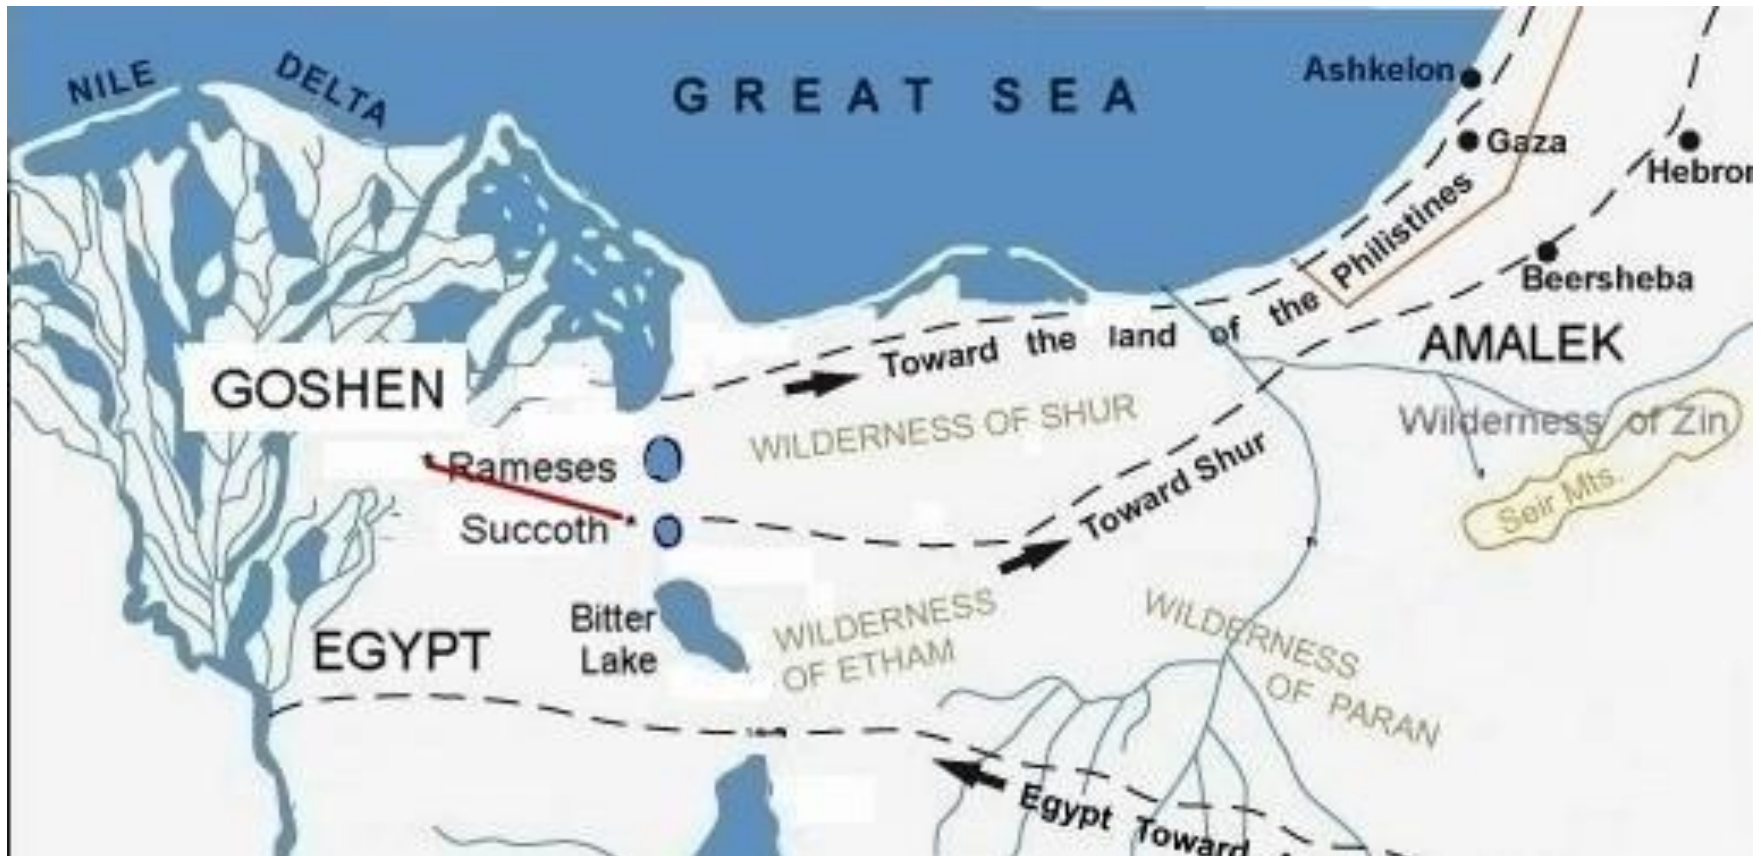 NILE DELTA
GREAT SEA
Ashkelon
Gaza
Hebron
Philistines
Beersheba
Toward the land of the
AMALEK
GOSHEN
WILDERNESS OF SHUR
Wilderness of Zin
Rameses
Toward Shur
Seir Mts.
Succoth
Bitter
Lake
WILDERNESS
OF ETHAM
WILDERNESS
OF PARAN
EGYPT
Egypt Toward